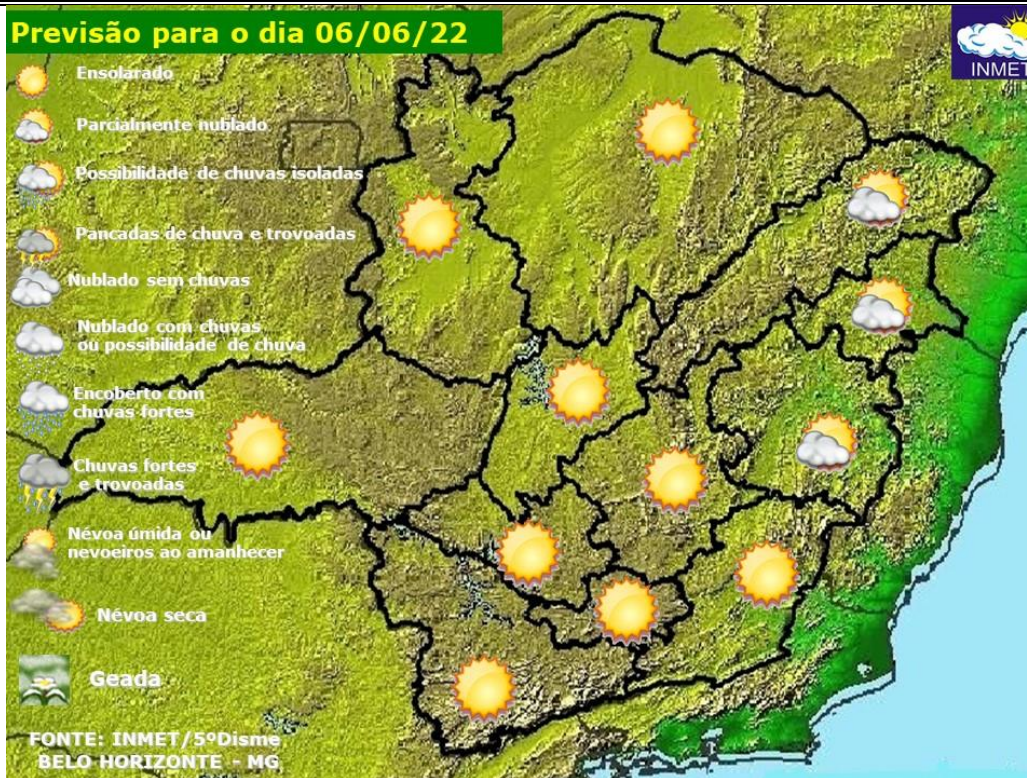 Previsão para o dia 06/06/22
INMET
Ensolarado
Parcialmente nublado
Possibilidade de chuvas isoladas
Pancadas de chuva e trovoadas
Nublado sem chuvas
Nublado com chuvas
ou possibilidade de chuva
Encoberto com
chuvas fortes
Chuvas fortes
e trovoadas
Névoa úmida ou
nevoeiros ao amanhecer
Névoa seca
Geada
FONTE: INMET/5ºDisme
BELO HORIZONTE - MG